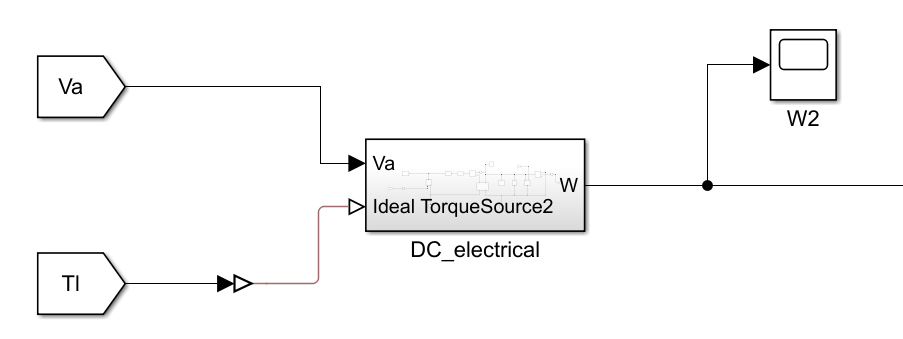 Va
W2
Va
W
Ideal TorqueSource2
DC_electrical
Tl